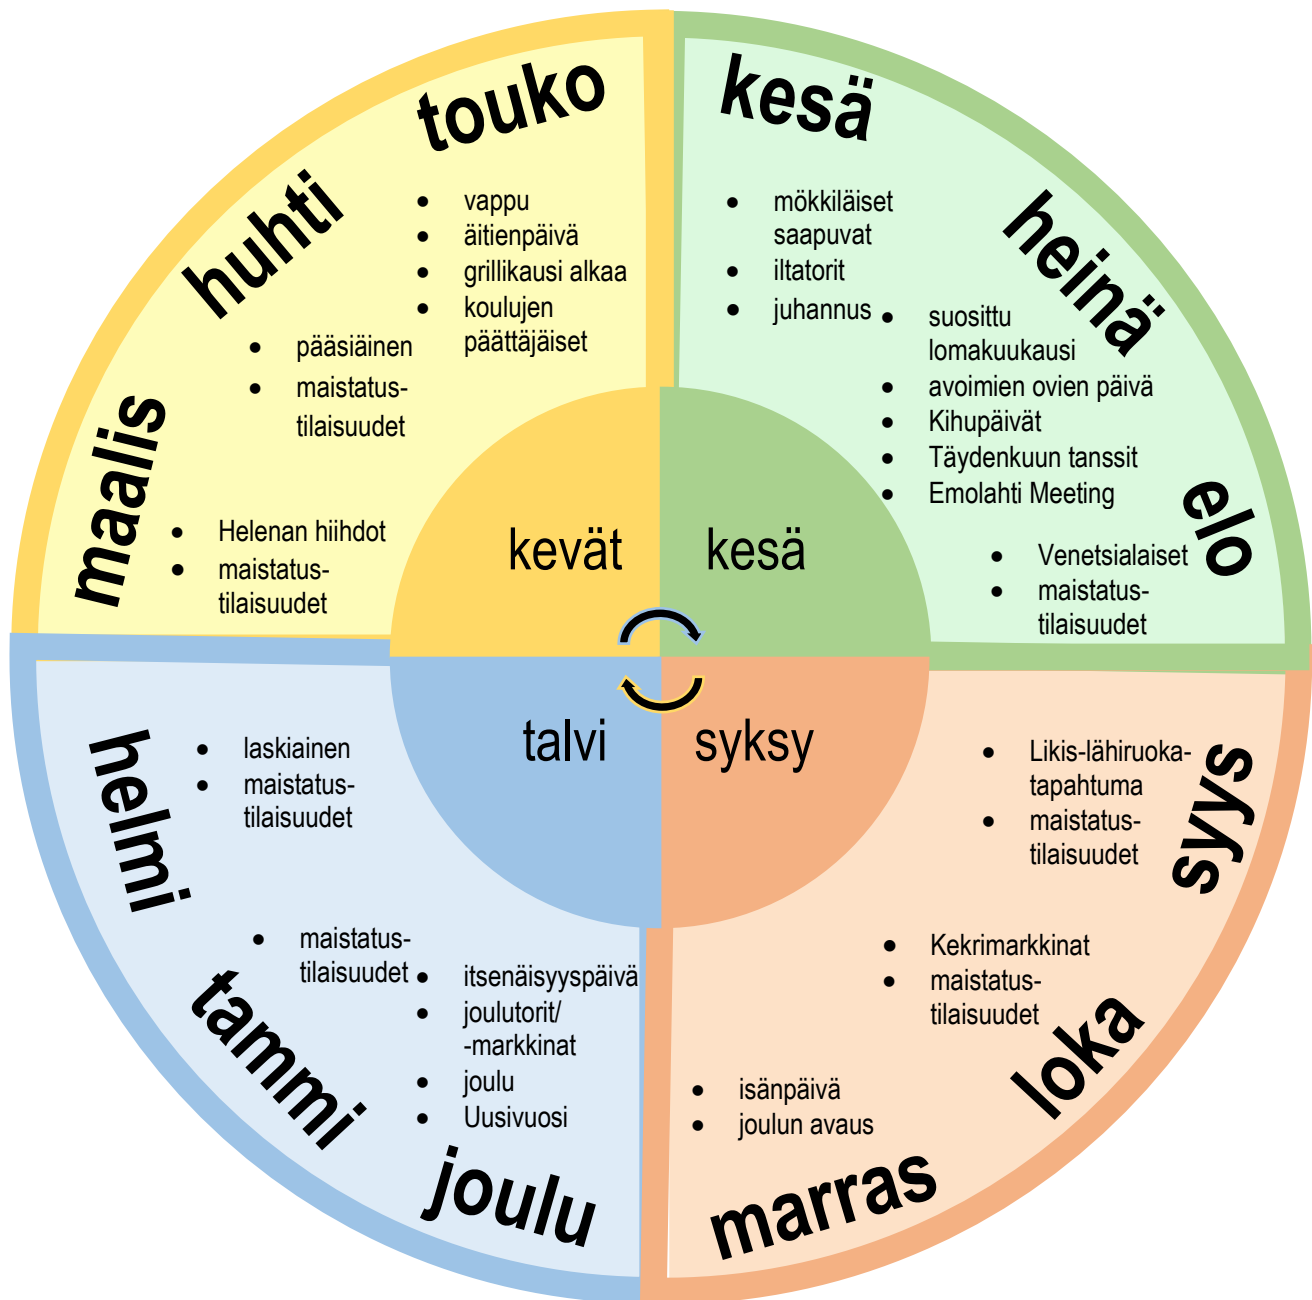 touko
• vappu
• äitienpäivä
• grillikausi alkaa
• koulujen
päättäjäiset
huhti
• pääsiäinen
• maistatus-
tilaisuudet
maalis
• Helenan hiihdot
• maistatus-
tilaisuudet
kevät
kesä
• mökkiläiset
saapuvat
• iltatorit
• juhannus
heinä
• suosittu
lomakuukausi
• avoimien ovien päivä
• Kihupäivät
• Täydenkuun tanssit
• Emolahti Meeting
elo
• Venetsialaiset
• maistatus-
tilaisuudet
kesä
syys
• Likis-lähiruoka-
tapahtuma
• maistatus-
tilaisuudet
loka
• Kekrimarkkinat
• maistatus-
tilaisuudet
marras
• isänpäivä
• joulun avaus
syksy
talvi
helmi
• laskiainen
• maistatus-
tilaisuudet
tammi
• maistatus-
tilaisuudet
joulu
• itsenäisyyspäivä
• joulutorit/
-markkinat
• joulu
• Uusivuosi